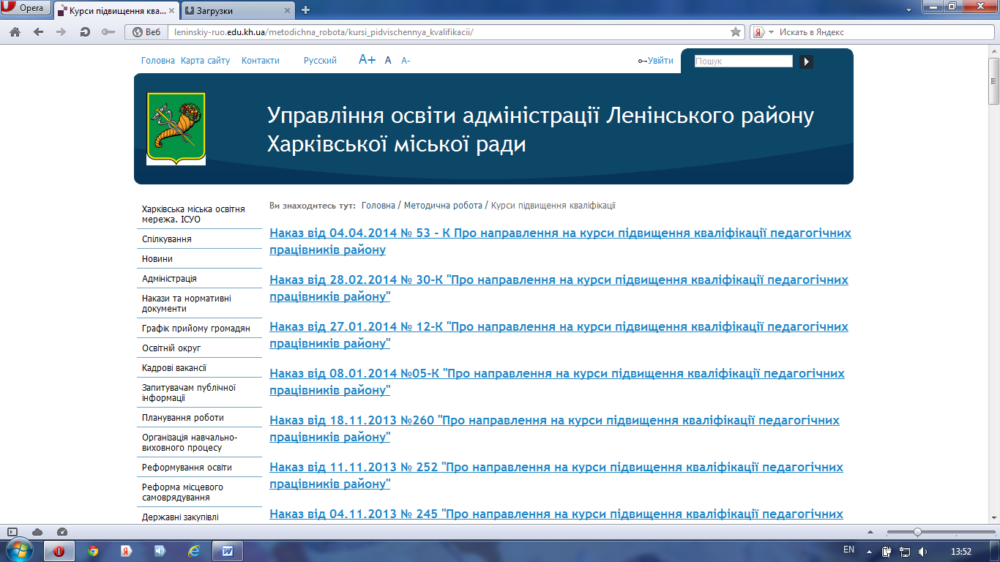 Opera
Курси підвищення ква...
Загрузки
Веб
leninskiy-ruo.edu.kh.ua/metodichna_robota/kursi_pidvischennya_kvalifikacii/
Искать в Яндекс
Головна Карта сайту Контакти Русский A+ A A-
Увійти
Пошук
Управління освіти адміністрації Ленінського району
Харківської міської ради
Ви знаходитесь тут: Головна / Методична робота / Курси підвищення кваліфікації
Харківська міська освітня
мережа. ІСУО
Спілкування
Новини
Адміністрація
Накази та нормативні
документи
Графік прийому громадян
Освітній округ
Кадрові вакансії
Запитувачам публічної
інформації
Планування роботи
Організація навчально-
виховного процесу
Реформування освіти
Реформа місцевого
самоврядування
Державні закупівлі
Наказ від 04.04.2014 № 53 - К Про направлення на курси підвищення кваліфікації педагогічних
працівників району
Наказ від 28.02.2014 № 30-К "Про направлення на курси підвищення кваліфікації педагогічних
працівників району"
Наказ від 27.01.2014 № 12-К "Про направлення на курси підвищення кваліфікації педагогічних
працівників району"
Наказ від 08.01.2014 №05-К "Про направлення на курси підвищення кваліфікації педагогічних
працівників району"
Наказ від 18.11.2013 №260 "Про направлення на курси підвищення кваліфікації педагогічних
працівників району"
Наказ від 11.11.2013 № 252 "Про направлення на курси підвищення кваліфікації педагогічних
працівників району"
Наказ від 04.11.2013 № 245 "Про направлення на курси підвищення кваліфікації педагогічних
EN
13:52